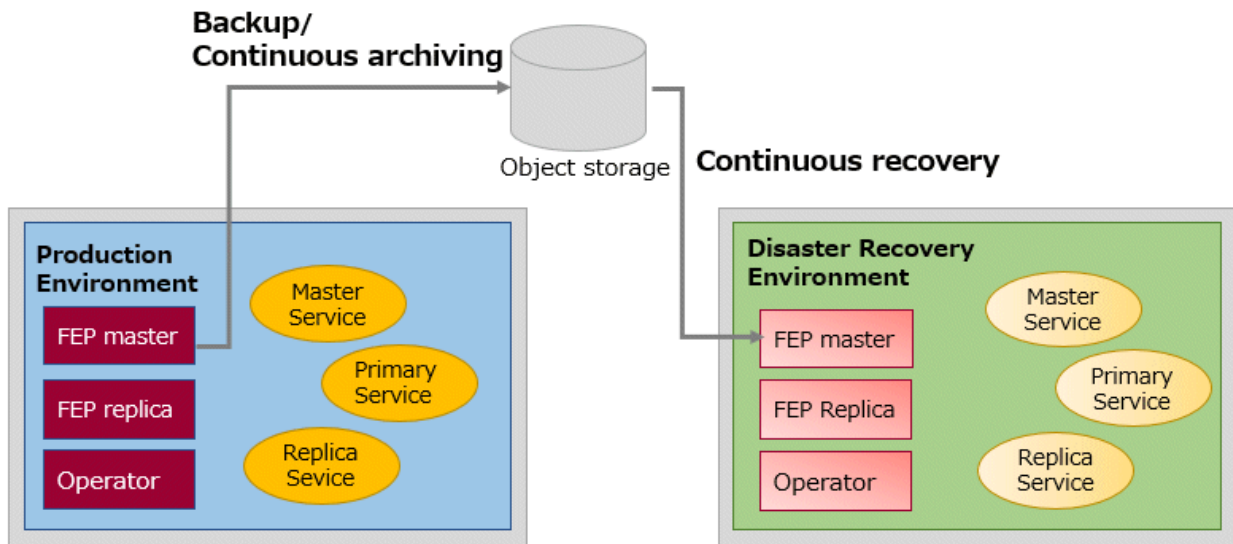 Backup/
Continuous archiving
Object storage
Continuous recovery
Production
Environment
FEP master
FEP replica
Operator
Master
Service
Primary
Service
Replica
Sevice
Disaster Recovery
Environment
FEP master
FEP Replica
Operator
Master
Service
Primary
Service
Replica
Service